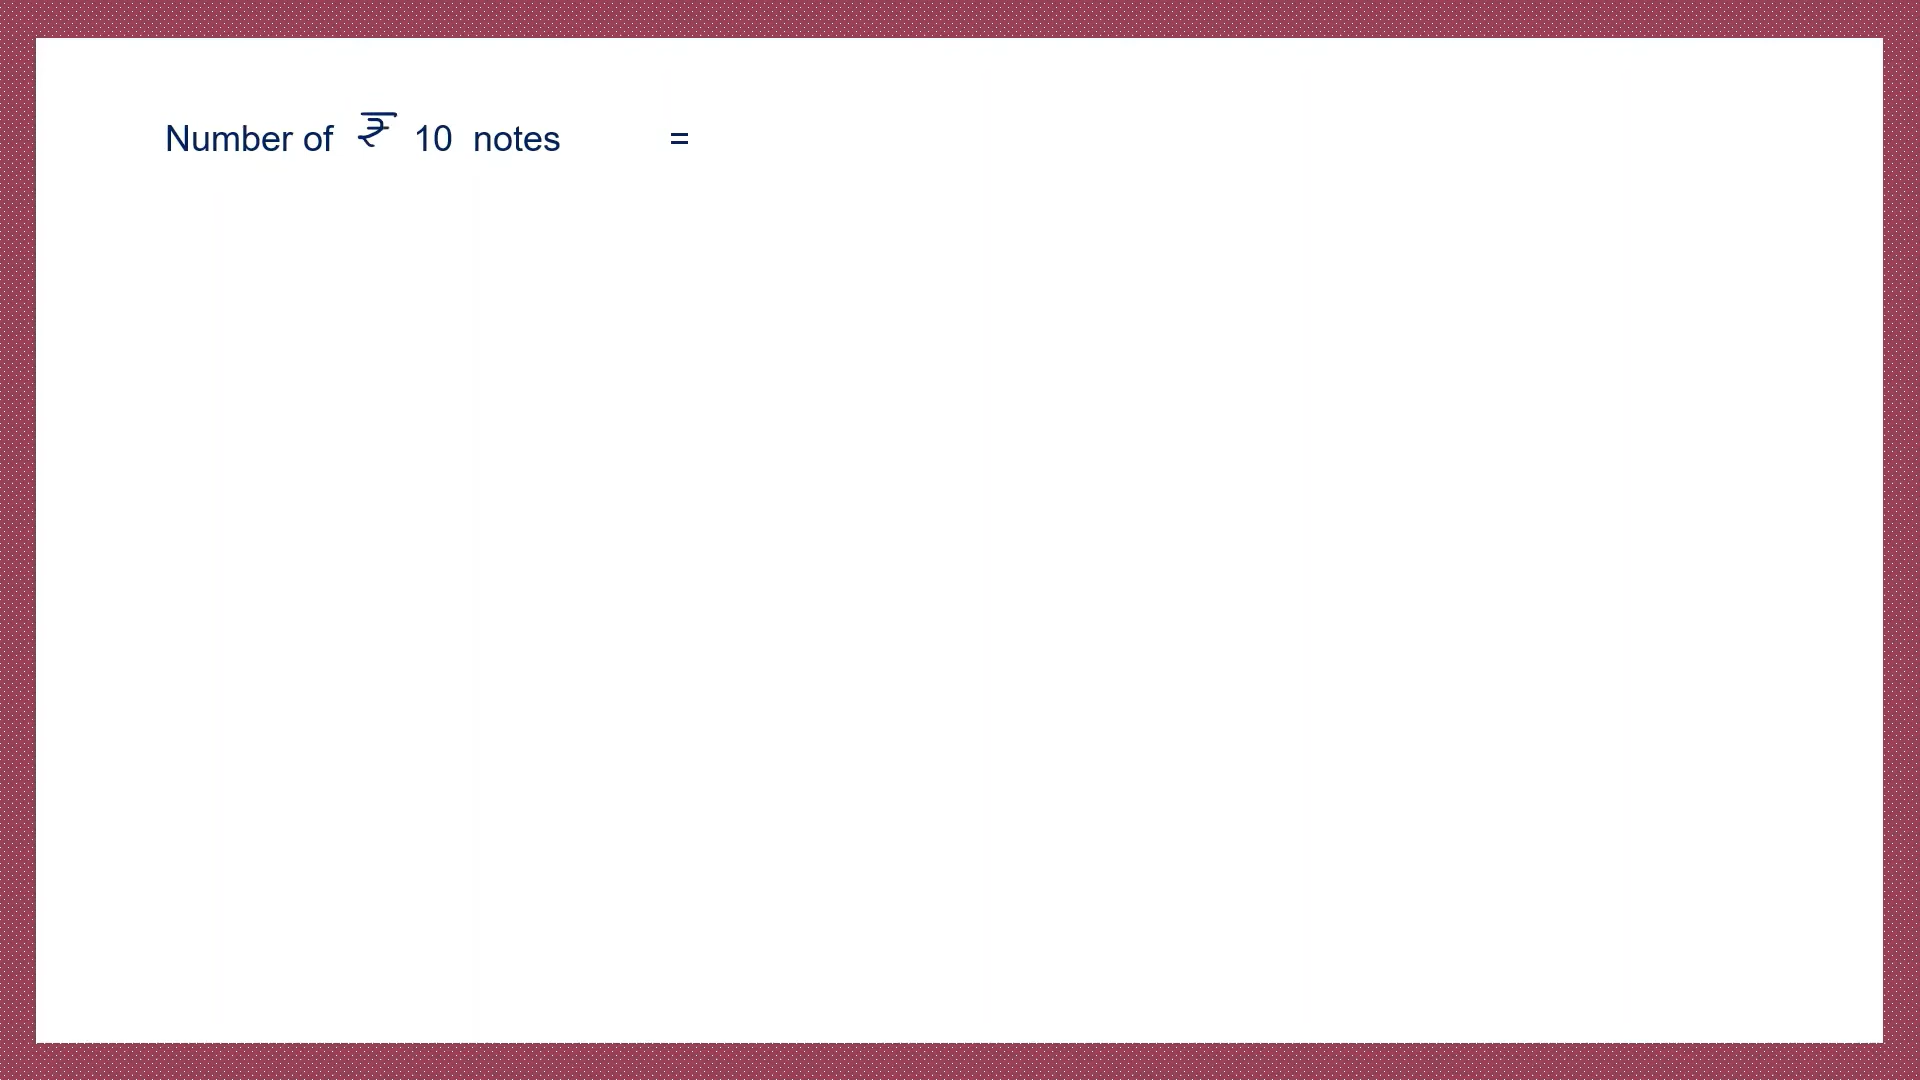 Number of ₹ 10 notes =